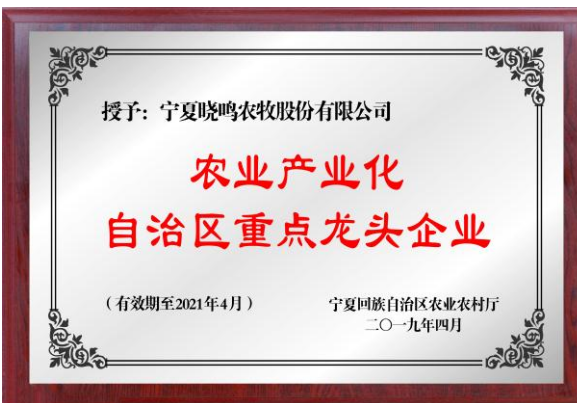 授予：宁夏晓鸣农牧股份有限公司
农业产业化
自治区重点龙头企业
（有效期至2021年4月）
宁夏回族自治区农业农村厅
二〇一九年四月